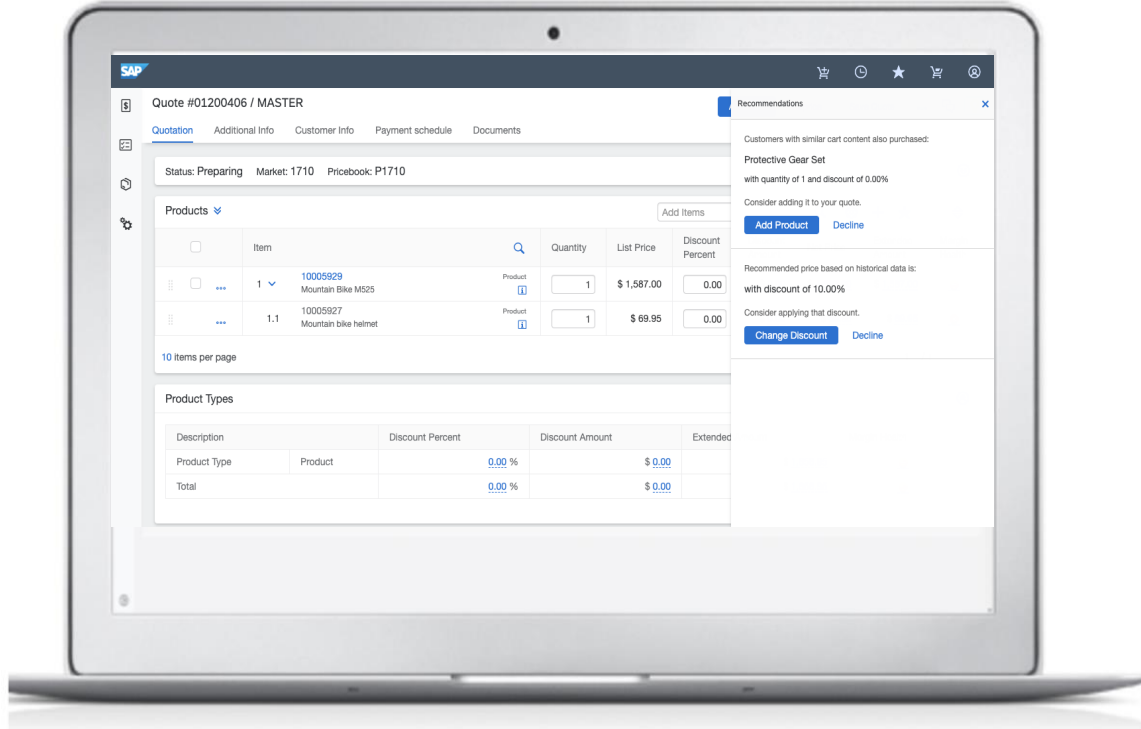 SAP
Quote #01200406 / MASTER
Quotation Additional Info Customer Info Payment schedule Documents
Status: Preparing Market: 1710 Pricebook: P1710
Products
Add Items
Item Quantity List Price Discount Percent
1 10005929 Product 1 $ 1,587.00 0.00
Mountain Bike M525
1.1 10005927 Product 1 $ 69.95 0.00
Mountain bike helmet
10 items per page
Product Types
Description Discount Percent Discount Amount Extended
Product Type Product 0.00 % $ 0.00
Total 0.00 % $ 0.00
Recommendations
Customers with similar cart content also purchased:
Protective Gear Set
with quantity of 1 and discount of 0.00%
Consider adding it to your quote.
Add Product Decline
Recommended price based on historical data is:
with discount of 10.00%
Consider applying that discount.
Change Discount Decline